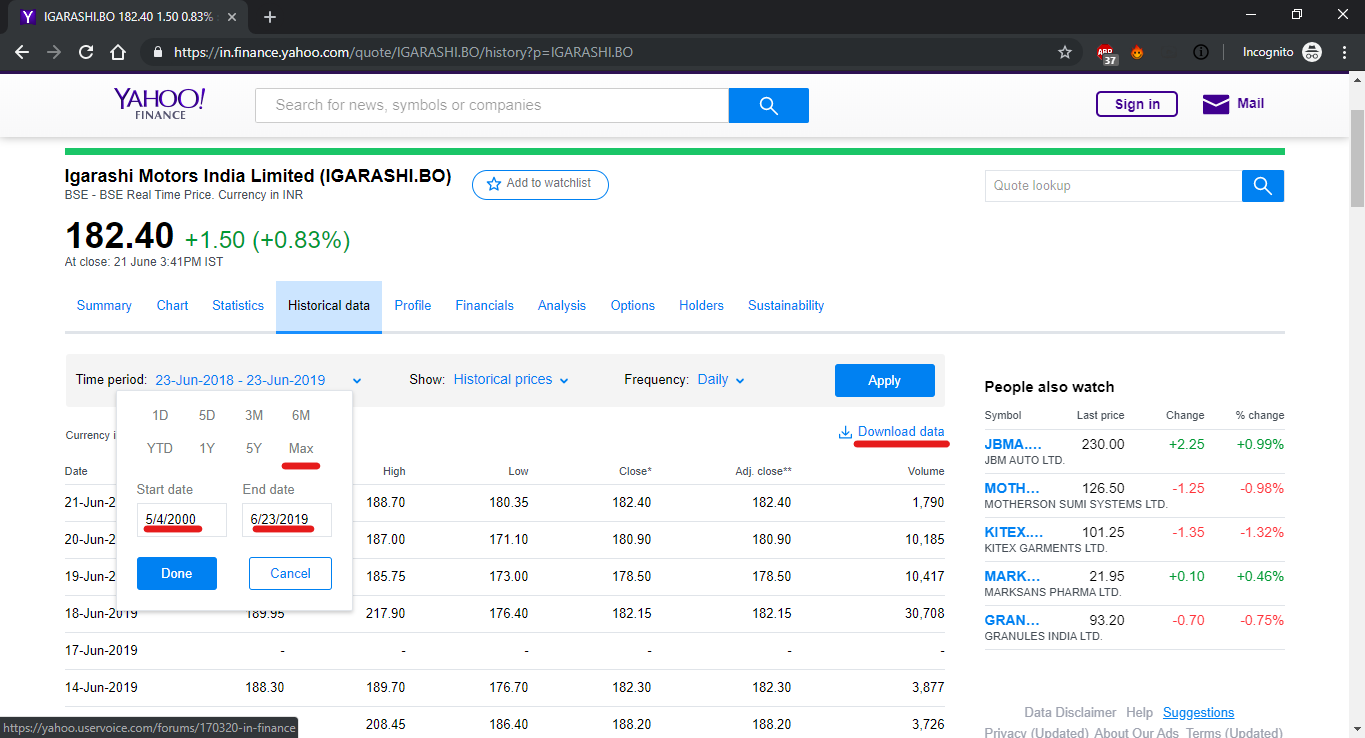 IGARASHI.BO 182.40 1.50 0.83%
https://in.finance.yahoo.com/quote/IGARASHI.BO/history?p=IGARASHI.BO
ABP
37
Incognito
YAHOO!
FINANCE
Search for news, symbols or companies
Sign in
Mail
Igarashi Motors India Limited (IGARASHI.BO)
Add to watchlist
Quote lookup
BSE - BSE Real Time Price. Currency in INR
182.40 +1.50 (+0.83%)
At close: 21 June 3:41PM IST
Summary Chart Statistics Historical data Profile Financials Analysis Options Holders Sustainability
Time period: 23-Jun-2018 - 23-Jun-2019 Show: Historical prices Frequency: Daily Apply
1D 5D 3M 6M
YTD 1Y 5Y Max
Start date End date
5/4/2000 6/23/2019
Done Cancel
Currency i
Download data
Date High Low Close* Adj. close** Volume
21-Jun-2 188.70 180.35 182.40 182.40 1,790
20-Jun-2 187.00 171.10 180.90 180.90 10,185
19-Jun-2 185.75 173.00 178.50 178.50 10,417
18-Jun-2019 189.95 217.90 176.40 182.15 182.15 30,708
17-Jun-2019 - - - - - -
14-Jun-2019 188.30 189.70 176.70 182.30 182.30 3,877
208.45 186.40 188.20 188.20 3,726
People also watch
Symbol Last price Change % change
JBMA.... 230.00 +2.25 +0.99%
JBM AUTO LTD.
MOTH... 126.50 -1.25 -0.98%
MOTHERSON SUMI SYSTEMS LTD.
KITEX.... 101.25 -1.35 -1.32%
KITEX GARMENTS LTD.
MARK... 21.95 +0.10 +0.46%
MARKSANS PHARMA LTD.
GRAN... 93.20 -0.70 -0.75%
GRANULES INDIA LTD.
Data Disclaimer Help Suggestions
Privacy (Updated) About Our Ads Terms (Updated)
https://yahoo.uservoice.com/forums/170320-in-finance